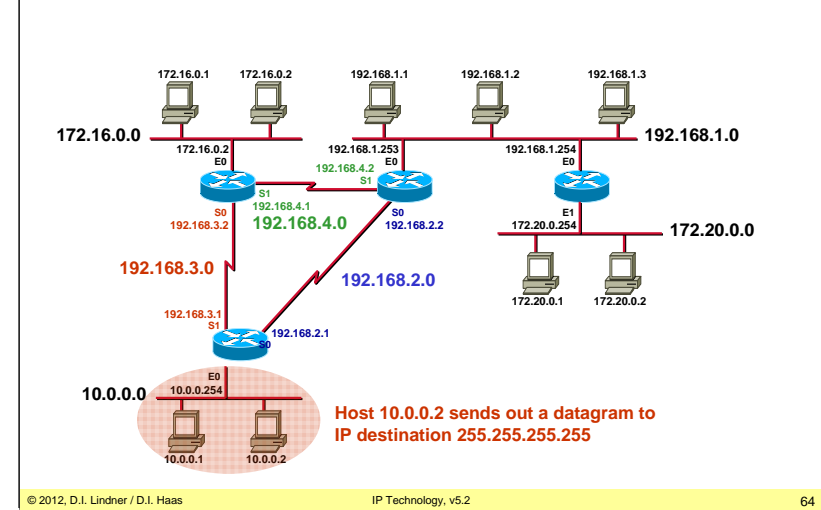 172.16.0.1 172.16.0.2 192.168.1.1 192.168.1.2 192.168.1.3
172.16.0.0 192.168.1.0
172.16.0.2 192.168.1.253 192.168.1.254
E0 E0 E0
192.168.4.2
S1
S1
192.168.4.1
S0 192.168.4.0 S0 E1
192.168.3.2 192.168.2.2 172.20.0.254
172.20.0.0
192.168.3.0
192.168.2.0
172.20.0.1 172.20.0.2
192.168.3.1
S1
192.168.2.1
S0
E0
10.0.0.0 10.0.0.254
Host 10.0.0.2 sends out a datagram to
IP destination 255.255.255.255
10.0.0.1 10.0.0.2
© 2012, D.I. Lindner / D.I. Haas IP Technology, v5.2 64